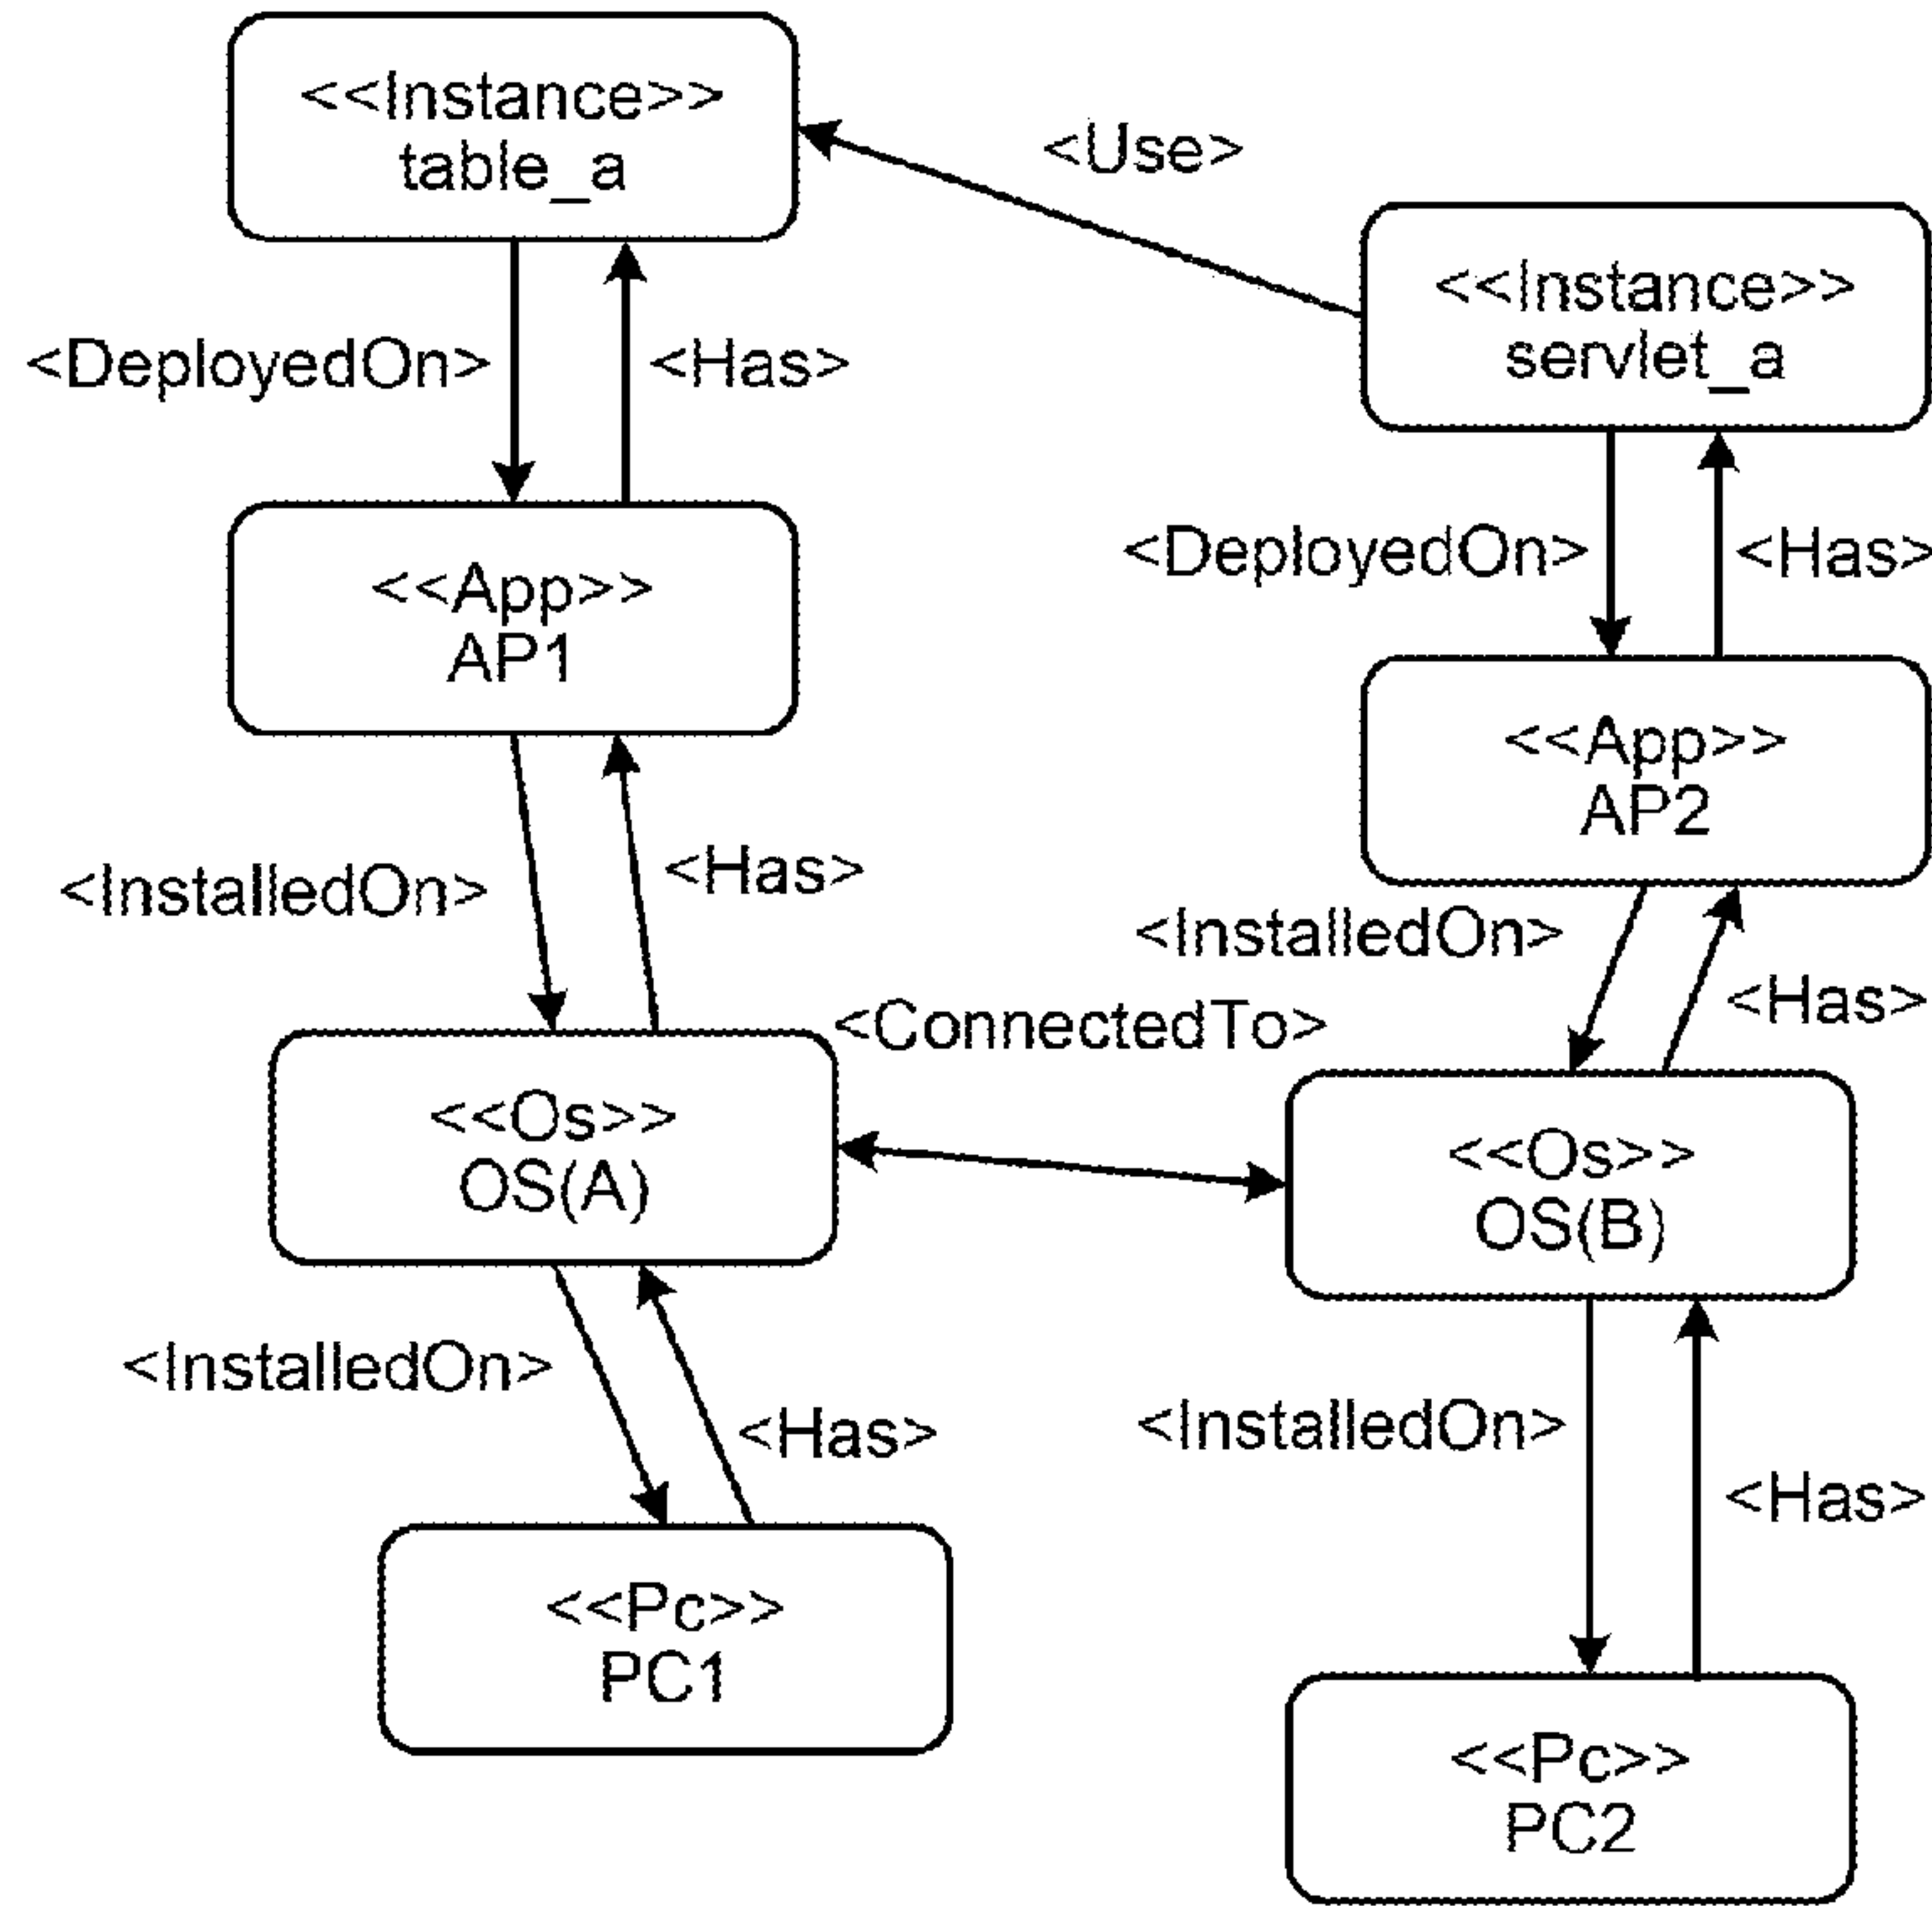 <<Instance>>
table_a
<Use>
<<Instance>>
servlet_a
<DeployedOn>
<Has>
<DeployedOn>
<Has>
<<App>>
AP1
<<App>>
AP2
<InstalledOn>
<Has>
<InstalledOn>
<Has>
<ConnectedTo>
<<Os>>
OS(A)
<<Os>>
OS(B)
<InstalledOn>
<Has>
<InstalledOn>
<Has>
<<Pc>>
PC1
<<Pc>>
PC2